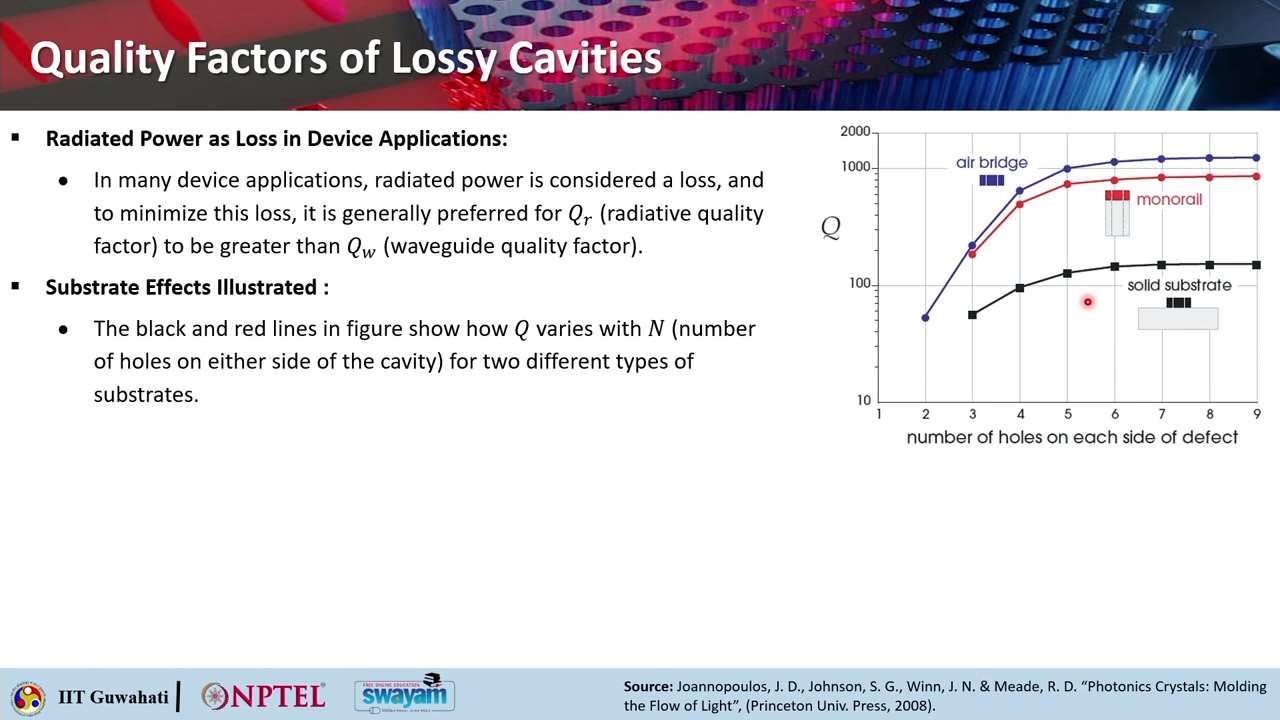 Quality Factors of Lossy Cavities
▪ Radiated Power as Loss in Device Applications:
● In many device applications, radiated power is considered a loss, and
to minimize this loss, it is generally preferred for Qᵣ (radiative quality
factor) to be greater than Q_w (waveguide quality factor).
▪ Substrate Effects Illustrated :
● The black and red lines in figure show how Q varies with N (number
of holes on either side of the cavity) for two different types of
substrates.
2000
1000
100
10
Q
air bridge
monorail
solid substrate
1 2 3 4 5 6 7 8 9
number of holes on each side of defect
IIT Guwahati
NPTEL
FREE ONLINE EDUCATION
swayam
Source: Joannopoulos, J. D., Johnson, S. G., Winn, J. N. & Meade, R. D. "Photonics Crystals: Molding
the Flow of Light”, (Princeton Univ. Press, 2008).